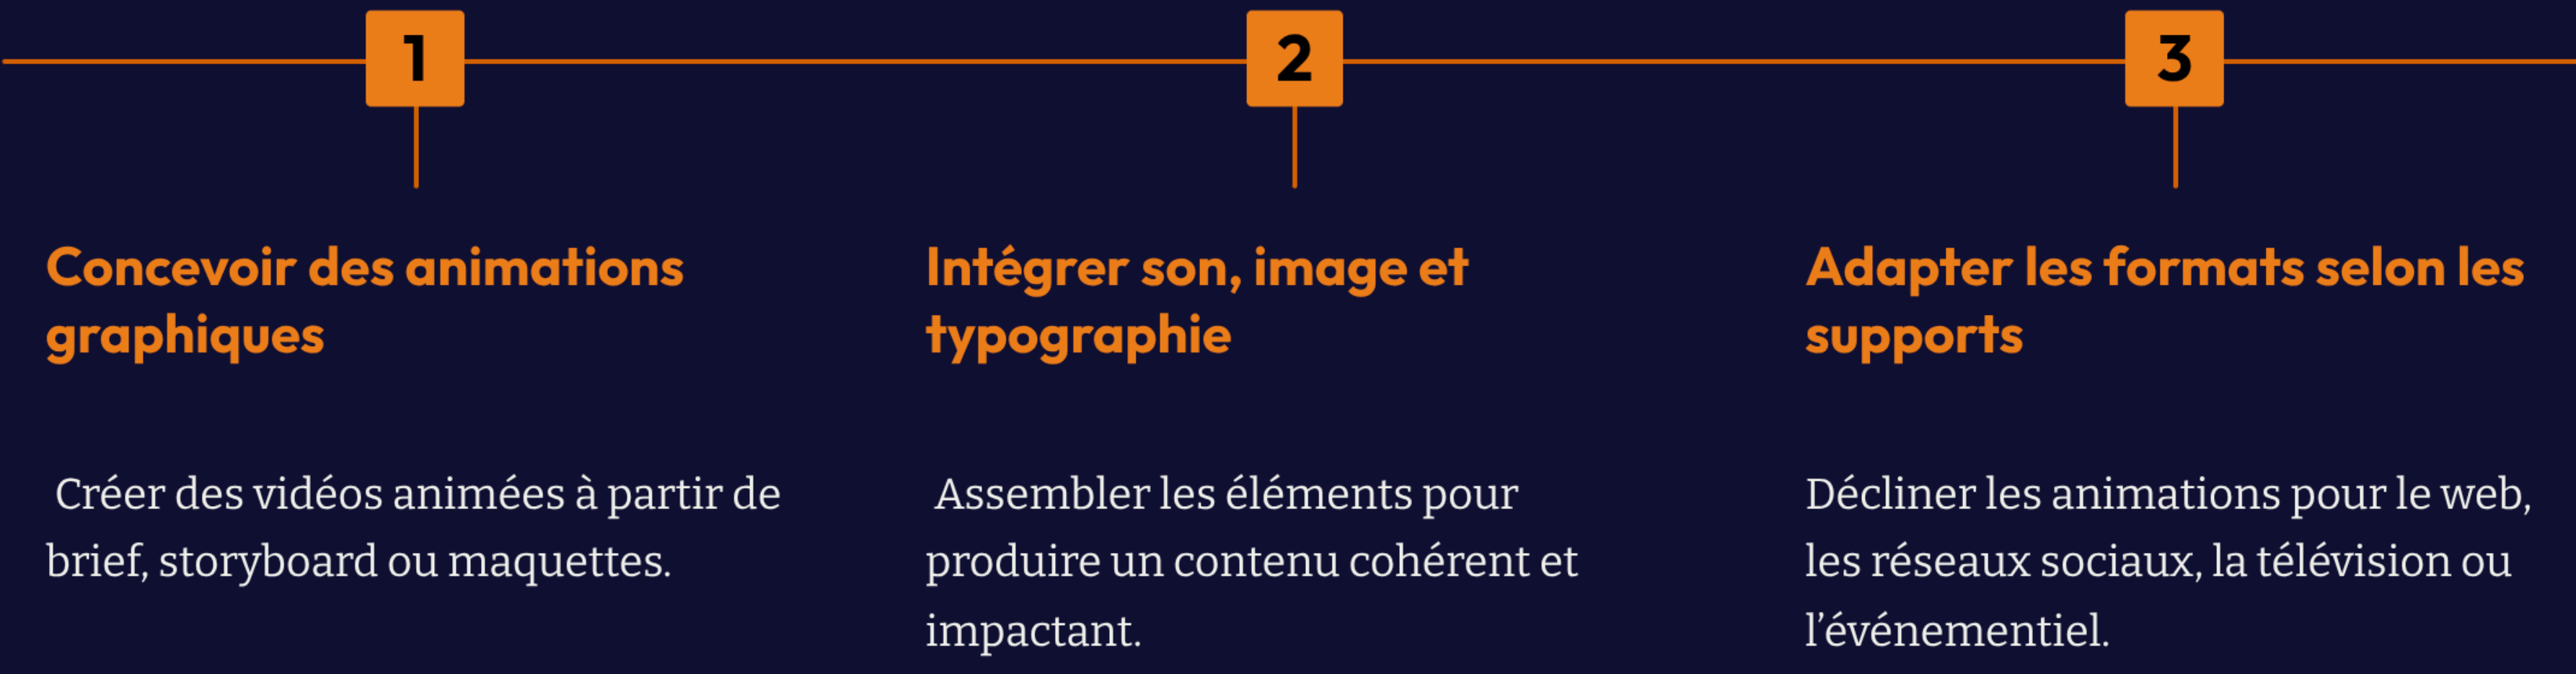 1
Concevoir des animations
graphiques
Créer des vidéos animées à partir de
brief, storyboard ou maquettes.
2
Intégrer son, image et
typographie
Assembler les éléments pour
produire un contenu cohérent et
impactant.
3
Adapter les formats selon les
supports
Décliner les animations pour le web,
les réseaux sociaux, la télévision ou
l’événementiel.